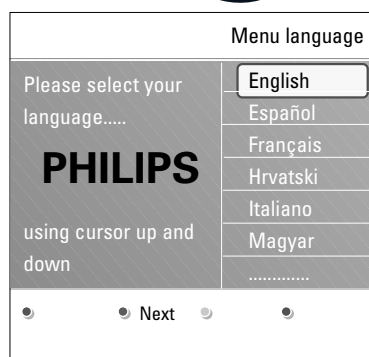 Menu language
Please select your
language.....
PHILIPS
using cursor up and
down
English
Español
Français
Hrvatski
Italiano
Magyar
.............
Next